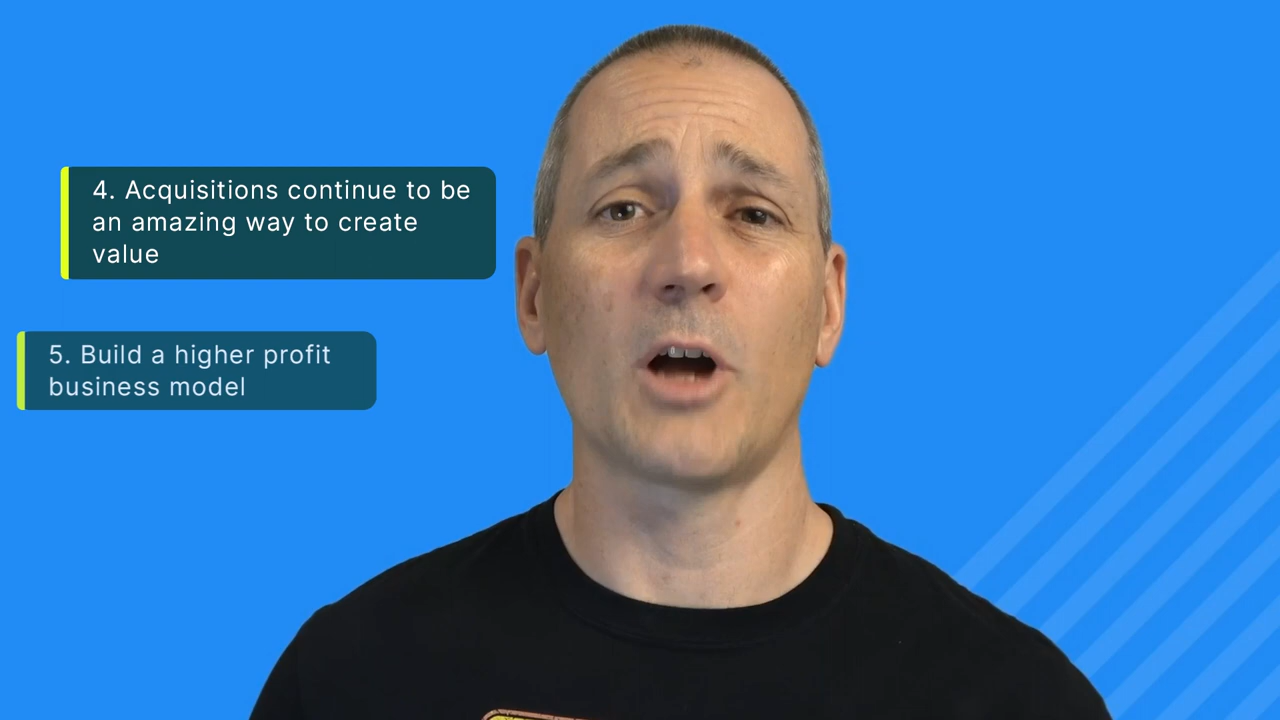 4. Acquisitions continue to be
an amazing way to create
value
5. Build a higher profit
business model